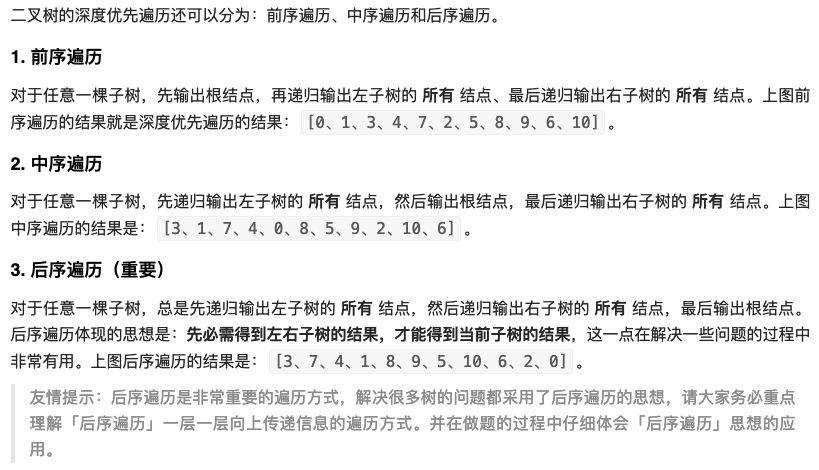 二叉树的深度优先遍历还可以分为：前序遍历、中序遍历和后序遍历。
1. 前序遍历
对于任意一棵子树，先输出根结点，再递归输出左子树的 所有 结点、最后递归输出右子树的 所有 结点。上图前
序遍历的结果就是深度优先遍历的结果： [0、1、3、4、7、2、5、8、9、6、10] 。
2. 中序遍历
对于任意一棵子树，先递归输出左子树的 所有 结点，然后输出根结点，最后递归输出右子树的 所有 结点。上图
中序遍历的结果是： [3、1、7、4、0、8、5、9、2、10、6] 。
3. 后序遍历（重要）
对于任意一棵子树，总是先递归输出左子树的 所有 结点，然后递归输出右子树的 所有 结点，最后输出根结点。
后序遍历体现的思想是：先必需得到左右子树的结果，才能得到当前子树的结果，这一点在解决一些问题的过程中
非常有用。上图后序遍历的结果是： [3、7、4、1、8、9、5、10、6、2、0] 。
友情提示：后序遍历是非常重要的遍历方式，解决很多树的问题都采用了后序遍历的思想，请大家务必重点
理解「后序遍历」一层一层向上传递信息的遍历方式。并在做题的过程中仔细体会「后序遍历」思想的应
用。